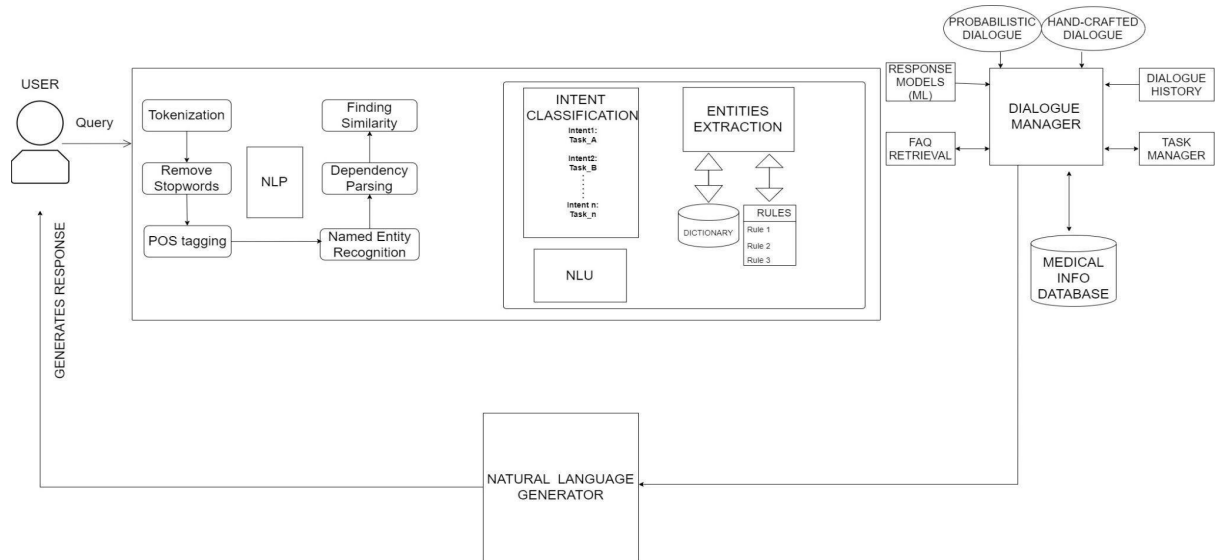 PROBABILISTIC
DIALOGUE
HAND-CRAFTED
DIALOGUE
USER
Query
Tokenization
Remove
Stopwords
POS tagging
NLP
Finding
Similarity
Dependency
Parsing
Named Entity
Recognition
INTENT
CLASSIFICATION
Intent1:
Task_A
Intent2:
Task_B
Intent n:
Task_n
NLU
ENTITIES
EXTRACTION
DICTIONARY
RULES
Rule 1
Rule 2
Rule 3
RESPONSE
MODELS
(ML)
FAQ
RETRIEVAL
DIALOGUE
MANAGER
DIALOGUE
HISTORY
TASK
MANAGER
MEDICAL
INFO
DATABASE
GENERATES RESPONSE
NATURAL LANGUAGE
GENERATOR